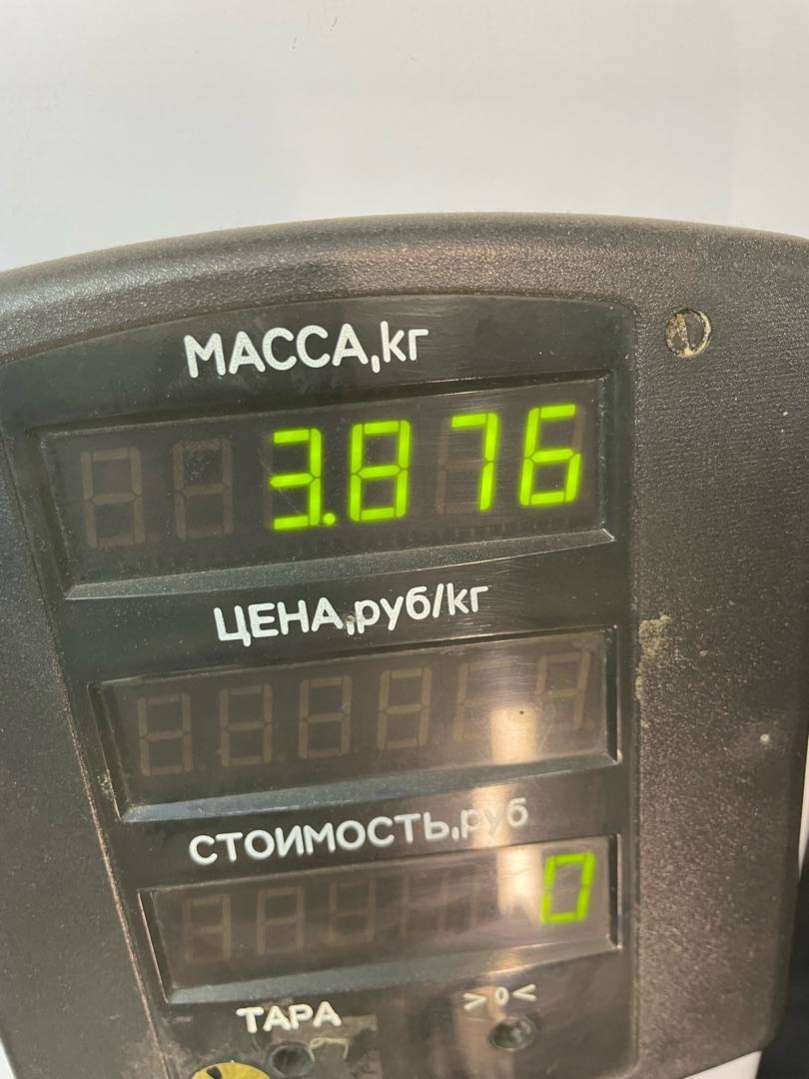 МАССА,кг
3.876
ЦЕНА,руб/кг
СТОИМОСТЬ,руб
0
ТАРА >0<